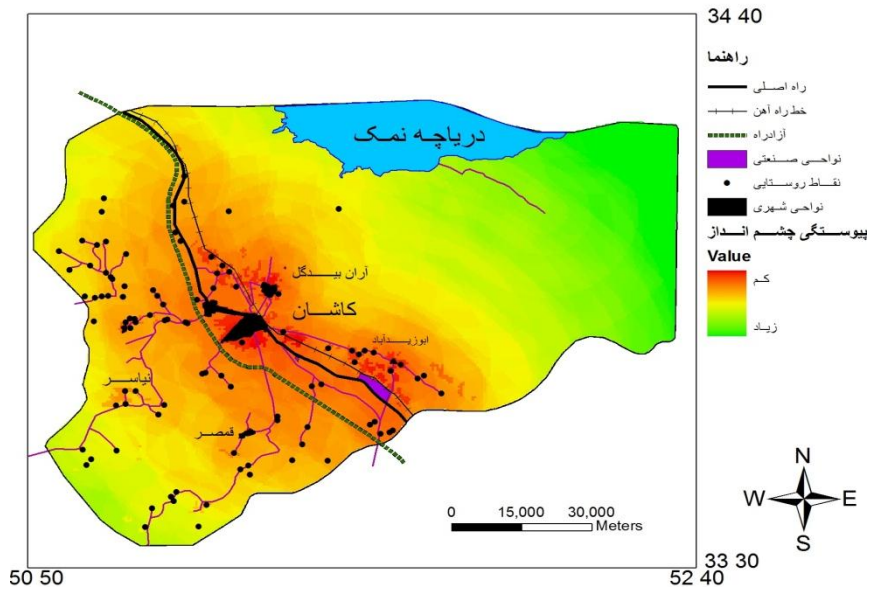 34 40
راهنما
راه اصلی
خط راه آهن
آزادراه
نواحی صنعتی
نقاط روستایی
نواحی شهری
پیوستگی چشم انداز
Value
کم
زیاد
دریاچه نمک
آران بیدگل
کاشان
ابوزیدآباد
نیاسر
قمصر
N
W
E
S
0
15,000
30,000
Meters
33 30
50 50
52 40